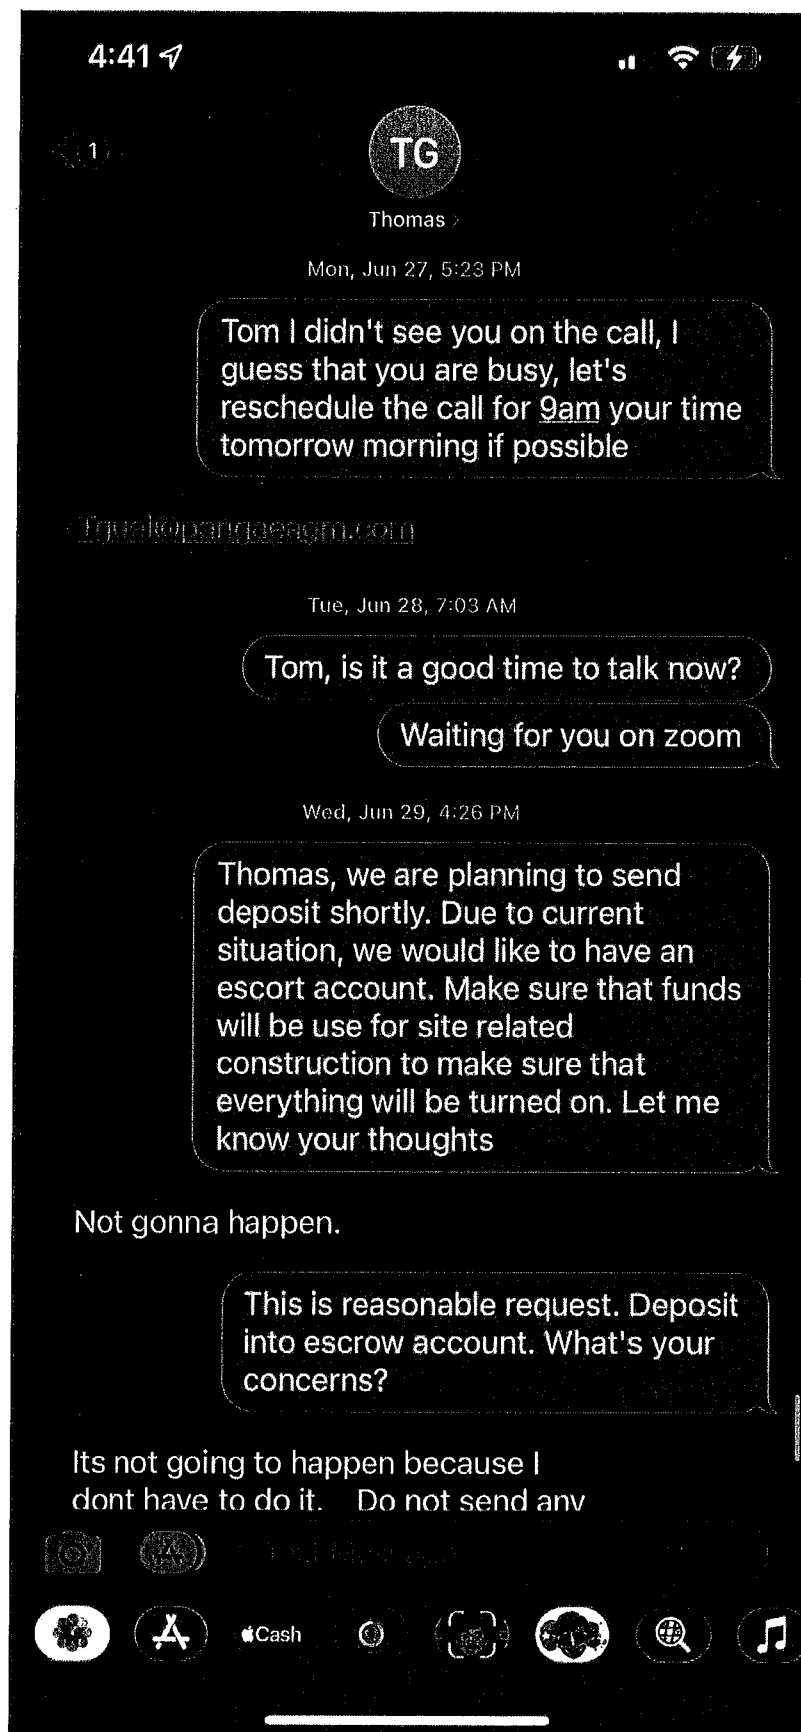 4:41
1
TG
Thomas
Mon, Jun 27, 5:23 PM
Tom I didn't see you on the call, I
guess that you are busy, let's
reschedule the call for 9am your time
tomorrow morning if possible
Tgual@pangaeagm.com
Tue, Jun 28, 7:03 AM
Tom, is it a good time to talk now?
Waiting for you on zoom
Wed, Jun 29, 4:26 PM
Thomas, we are planning to send
deposit shortly. Due to current
situation, we would like to have an
escort account. Make sure that funds
will be use for site related
construction to make sure that
everything will be turned on. Let me
know your thoughts
Not gonna happen.
This is reasonable request. Deposit
into escrow account. What's your
concerns?
Its not going to happen because I
dont have to do it. Do not send any
Cash